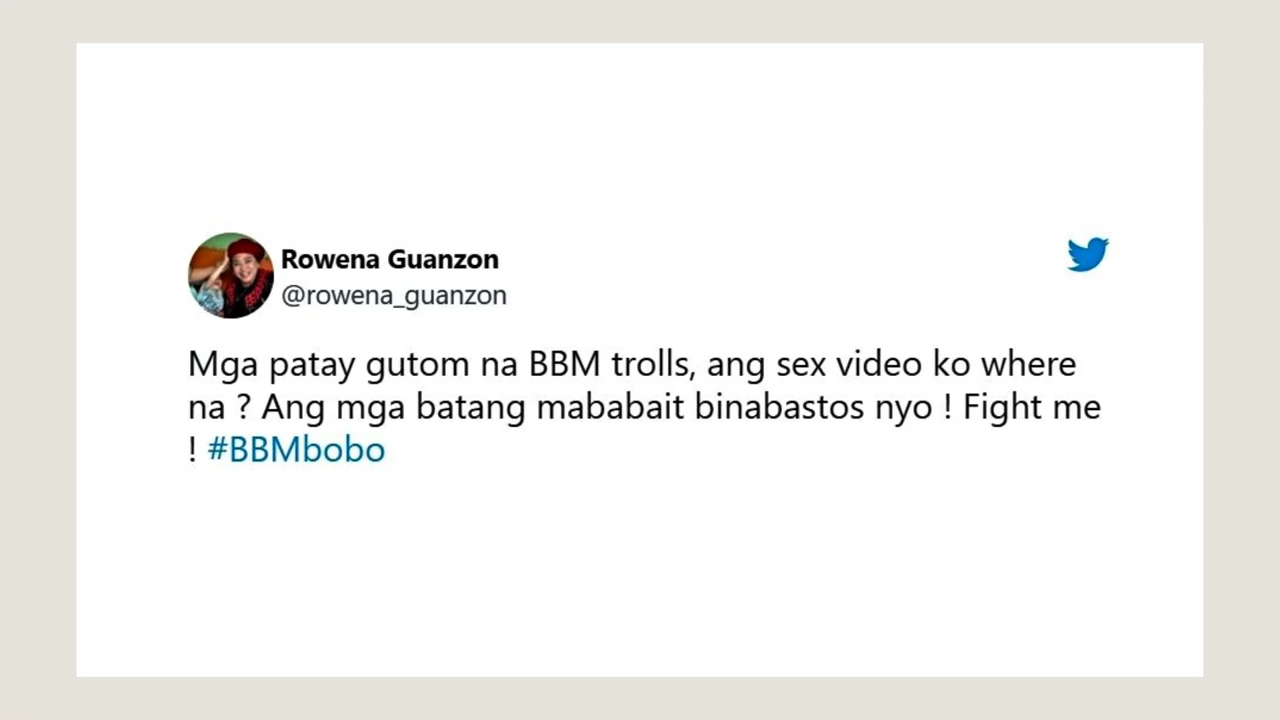 Rowena Guanzon
@rowena_guanzon
Mga patay gutom na BBM trolls, ang sex video ko where
na ? Ang mga batang mababait binabastos nyo ! Fight me
! #BBMbobo